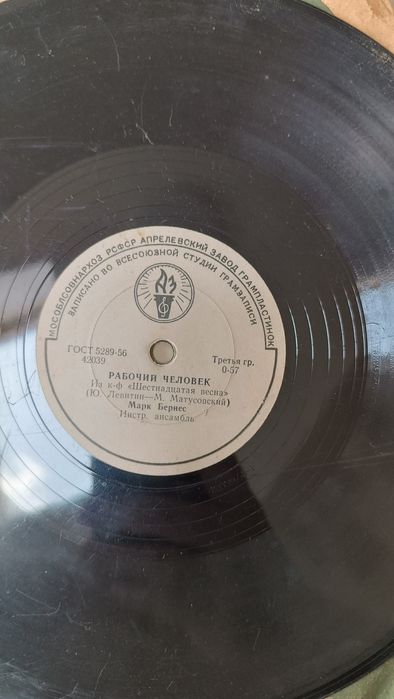 МОСОБЛСОВНАРХОЗ РСФСР АПРЕЛЕВСКИЙ ЗАВОД ГРАМПЛАСТИНОК
ЗАПИСАНО ВО ВСЕСОЮЗНОЙ СТУДИИ ГРАМЗАПИСИ
ГОСТ 5289-56
42039
Третья гр.
0-57
РАБОЧИЙ ЧЕЛОВЕК
Из к-ф «Шестнадцатая весна»
(Ю. Левитин—М. Матусовский)
Марк Бернес
Инстр. ансамбль